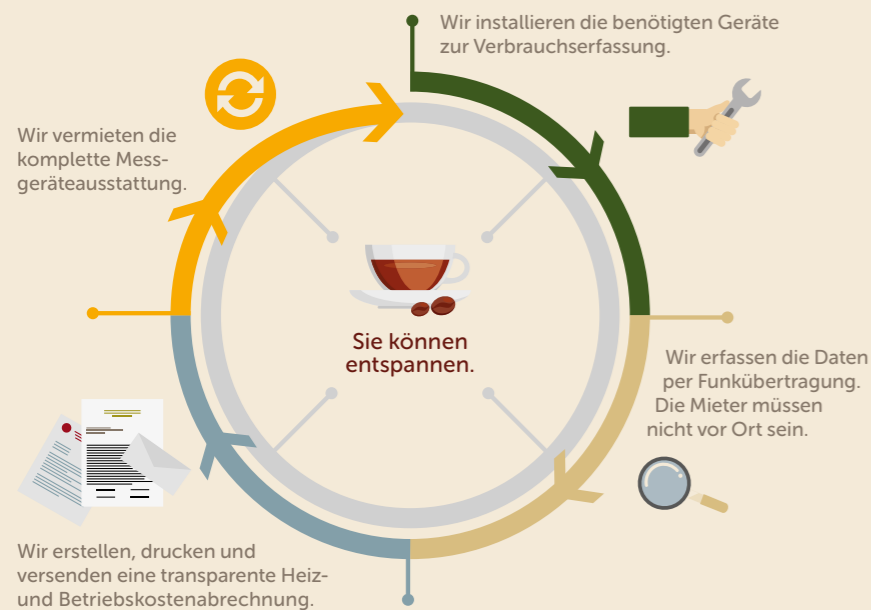 Wir installieren die benötigten Geräte
zur Verbrauchserfassung.
Wir erfassen die Daten
per Funkübertragung.
Die Mieter müssen
nicht vor Ort sein.
Wir erstellen, drucken und
versenden eine transparente Heiz-
und Betriebskostenabrechnung.
Wir vermieten die
komplette Mess-
geräteausstattung.
Sie können
entspannen.